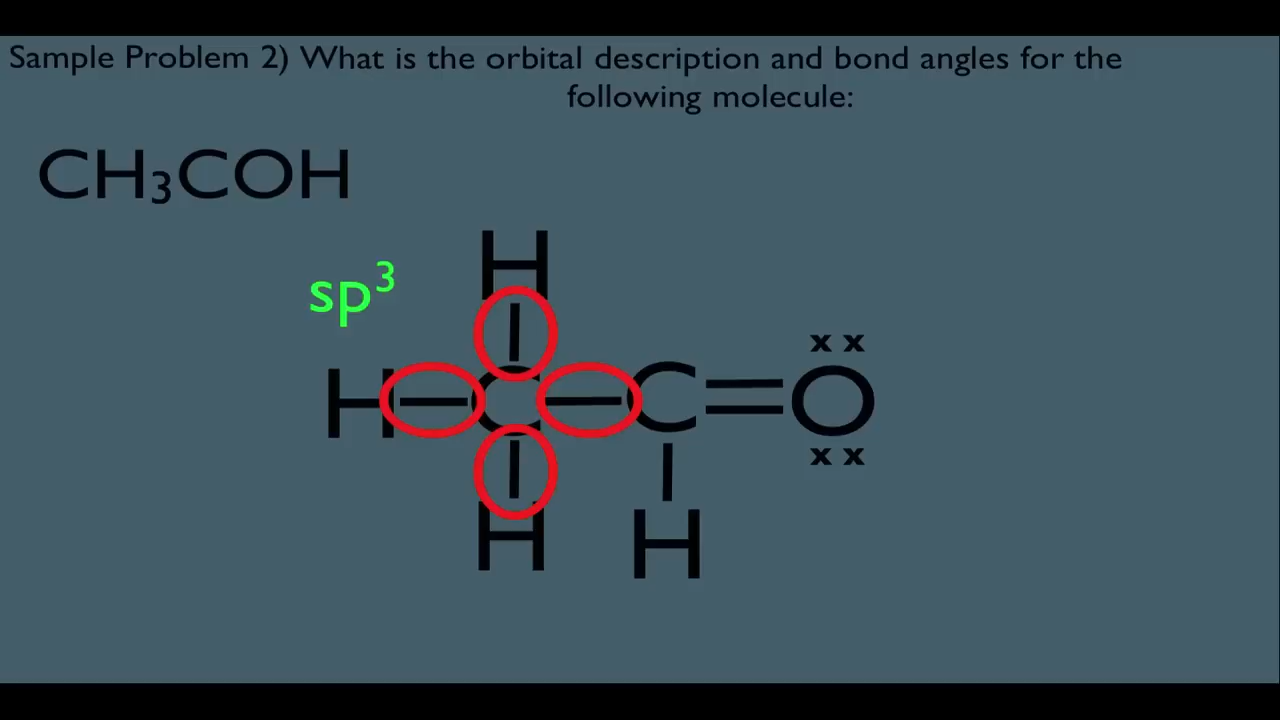 Sample Problem 2) What is the orbital description and bond angles for the
following molecule:
CH₃COH
H
sp³
x x
H C C O
x x
H H